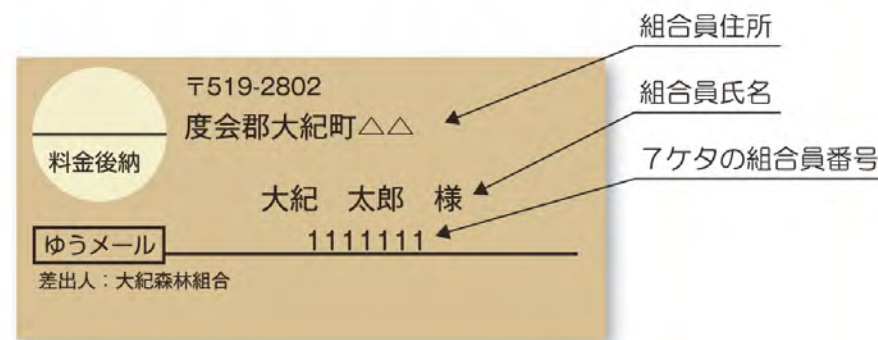 組合員住所
〒519-2802
組合員氏名
度会郡大紀町△△
料金後納
7ケタの組合員番号
大紀 太郎 様
1111111
ゆうメール
差出人：大紀森林組合